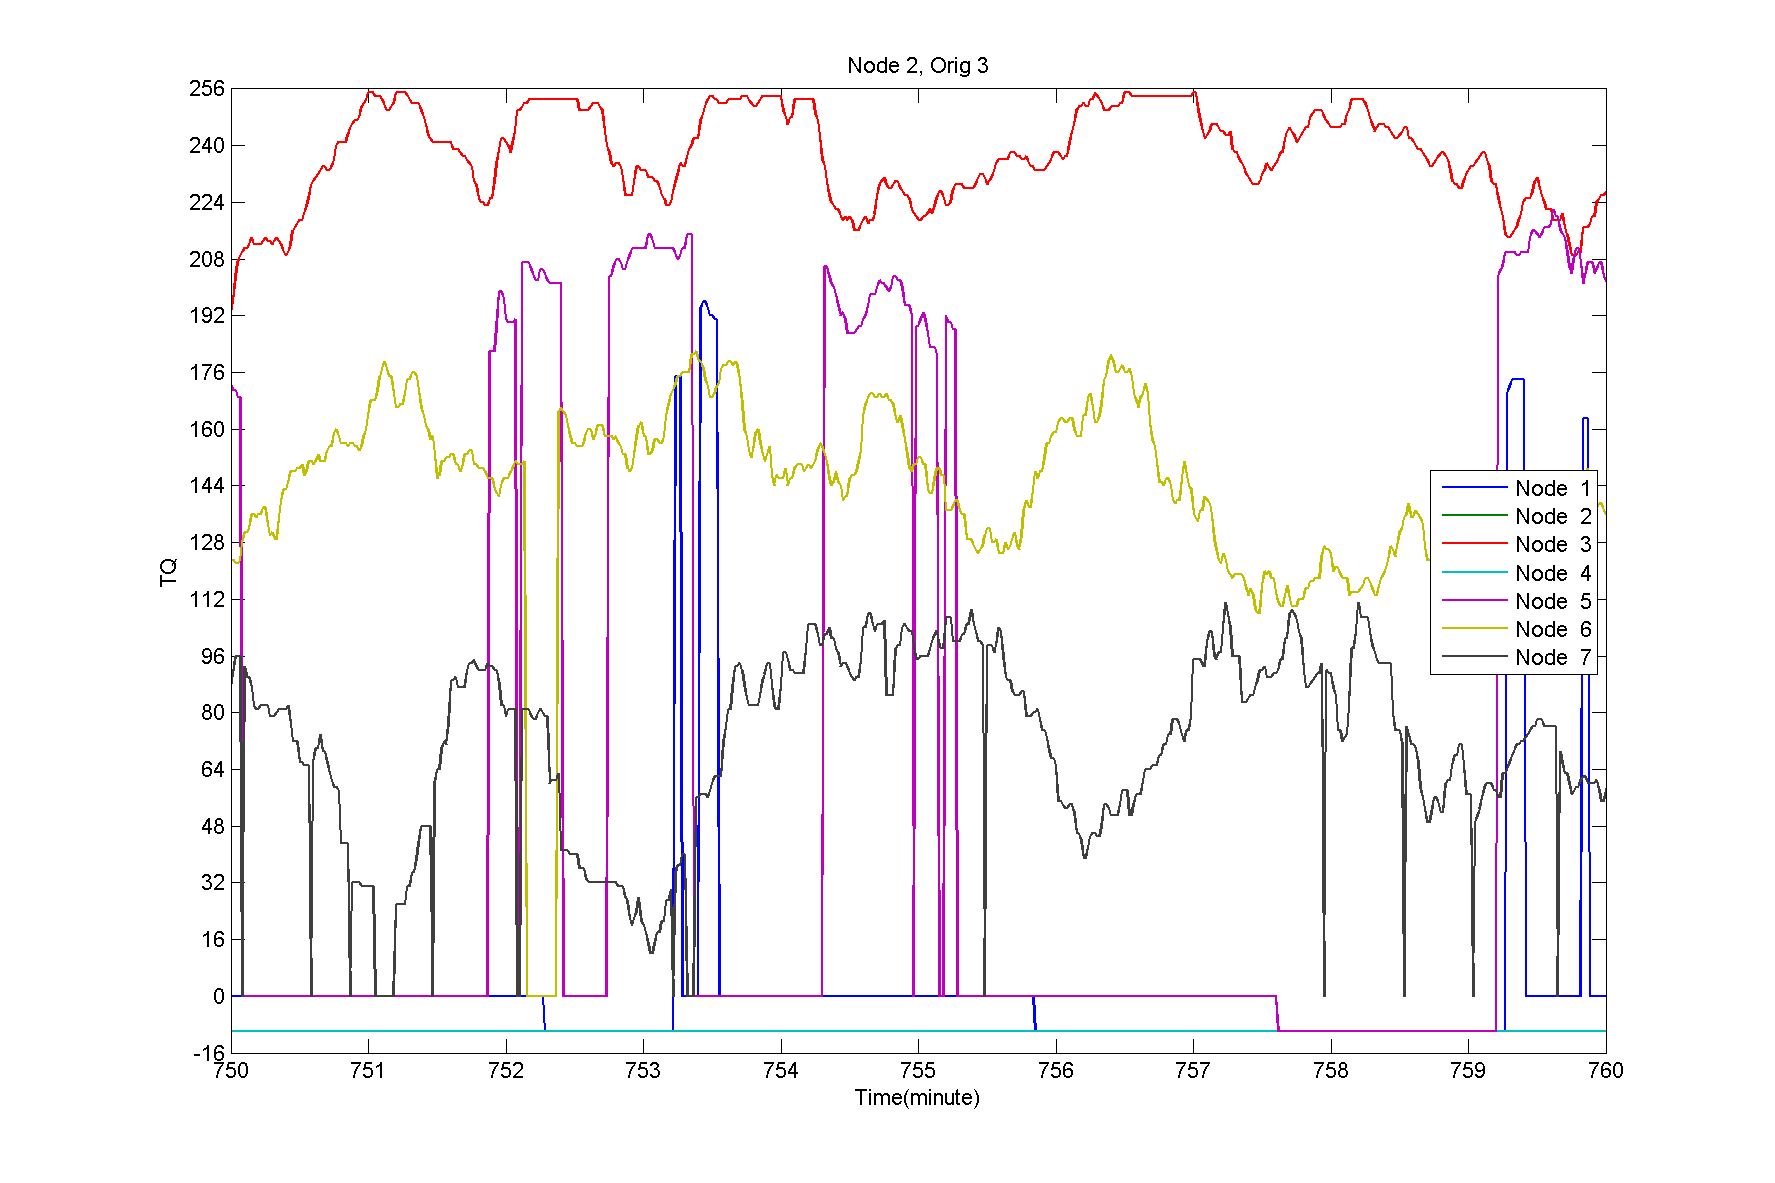 Node 2, Orig 3
256
240
224
208
192
176
160
144
128
112
96
80
64
48
32
16
0
-16
TQ
Node 1
Node 2
Node 3
Node 4
Node 5
Node 6
Node 7
750 751 752 753 754 755 756 757 758 759 760
Time(minute)